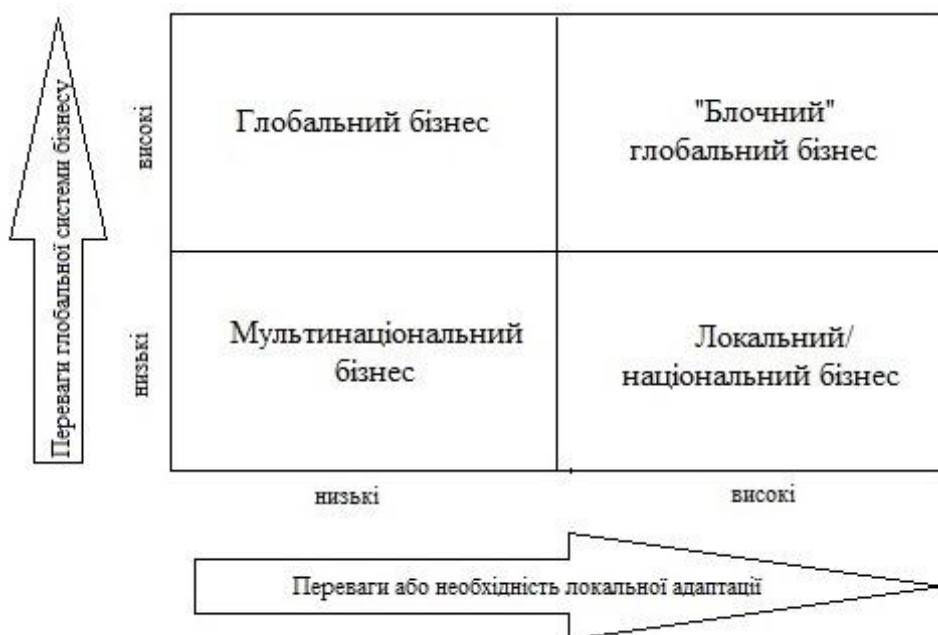 Переваги глобальної системи бізнесу
високі
Глобальний бізнес
"Блочний"
глобальний бізнес
низькі
Мультинаціональний
бізнес
Локальний/
національний бізнес
низькі
високі
Переваги або необхідність локальної адаптації